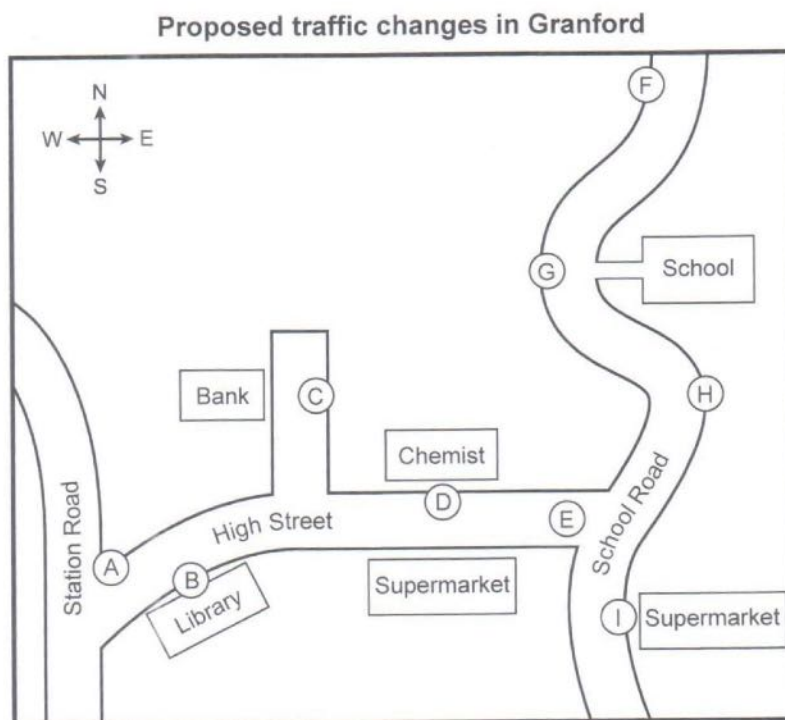 Proposed traffic changes in Granford
N
W E
S
F
G
School
Bank
C
H
Chemist
D
E
High Street
School Road
Station Road
A
B
Library
Supermarket
I
Supermarket